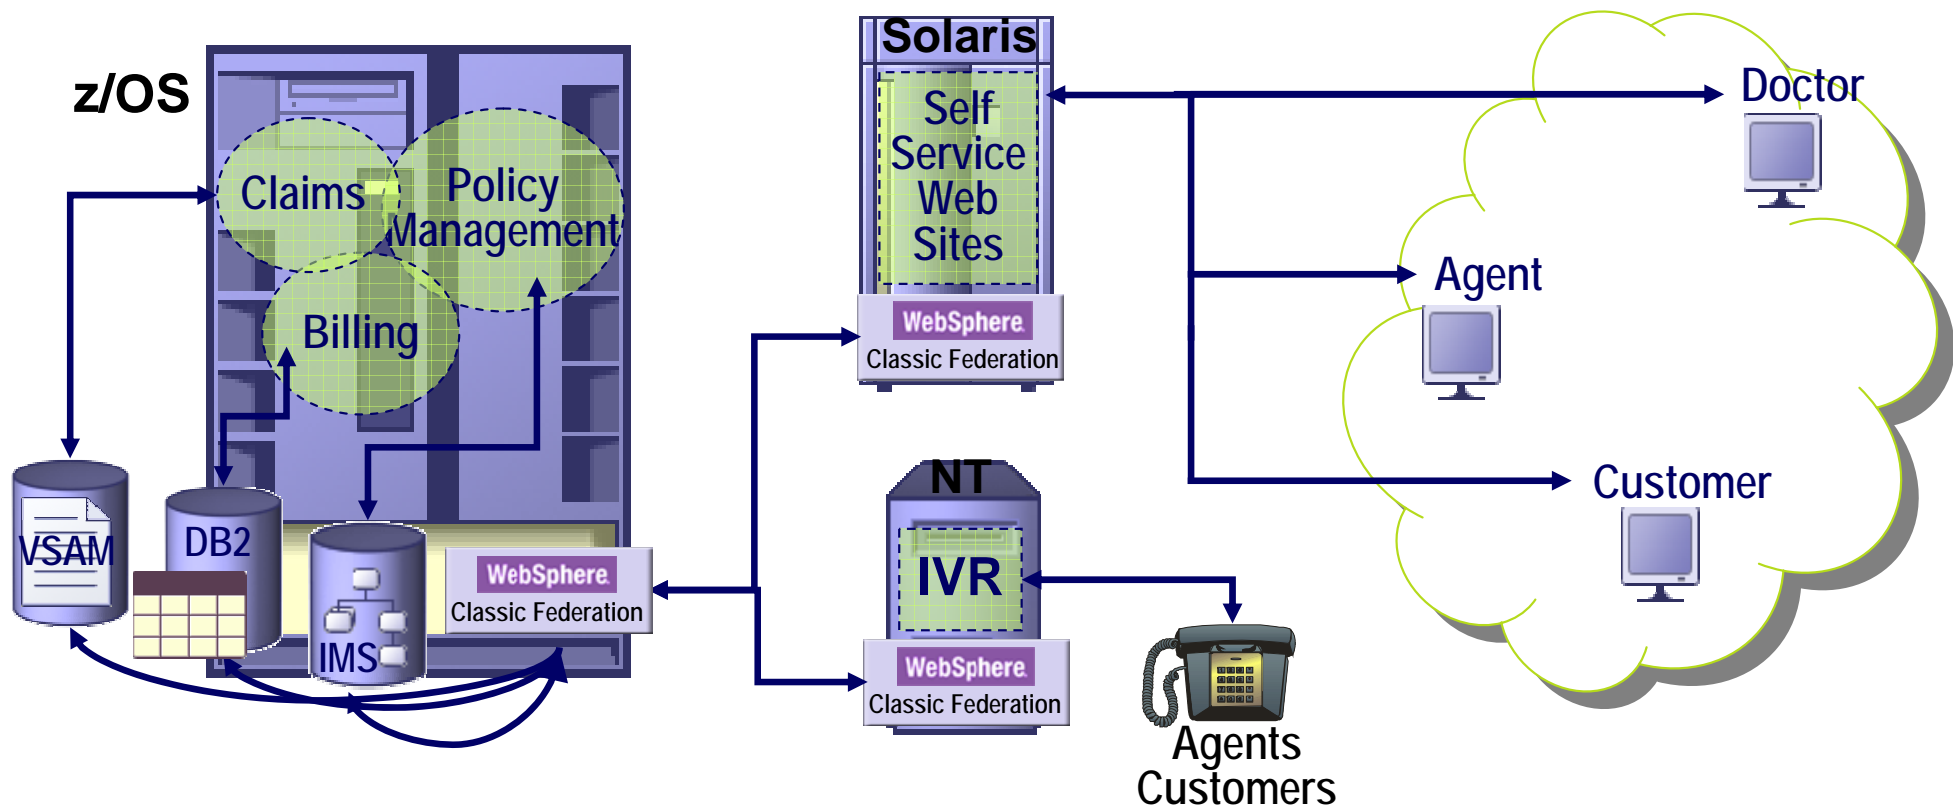 z/OS
Claims
Policy
Management
Billing
VSAM
DB2
IMS
WebSphere
Classic Federation
Solaris
Self
Service
Web
Sites
WebSphere
Classic Federation
NT
IVR
WebSphere
Classic Federation
Agents
Customers
Doctor
Agent
Customer